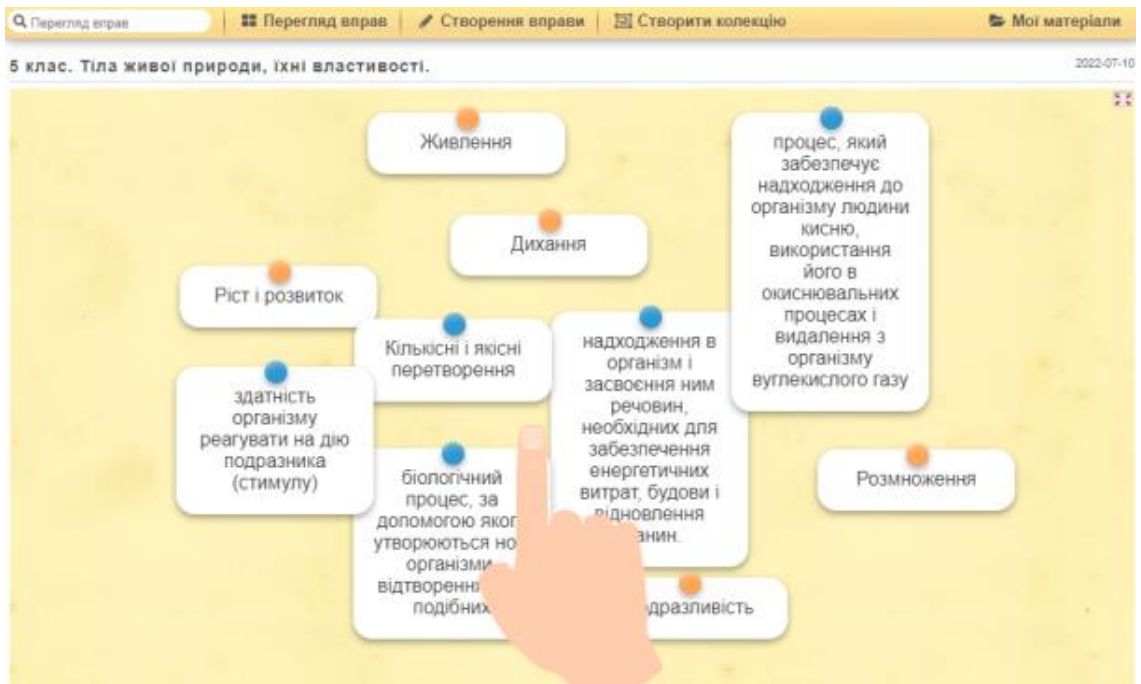 Перегляд вправ
Перегляд вправ
Створення вправи
Створити колекцію
Мої матеріали
5 клас. Тіла живої природи, їхні властивості.
2022-07-10
Живлення
Дихання
Ріст і розвиток
процес, який
забезпечує
надходження до
організму людини
кисню,
використання
його в
окиснювальних
процесах і
видалення з
організму
вуглекислого газу
Кількісні і якісні
перетворення
надходження в
організм і
засвоєння ним
речовин,
необхідних для
забезпечення
енергетичних
витрат, будови і
відновлення
здатність
організму
реагувати на дію
подразника
(стимулу)
біологічний
процес, за
допомогою
утворюються
організми
подібних
Розмноження